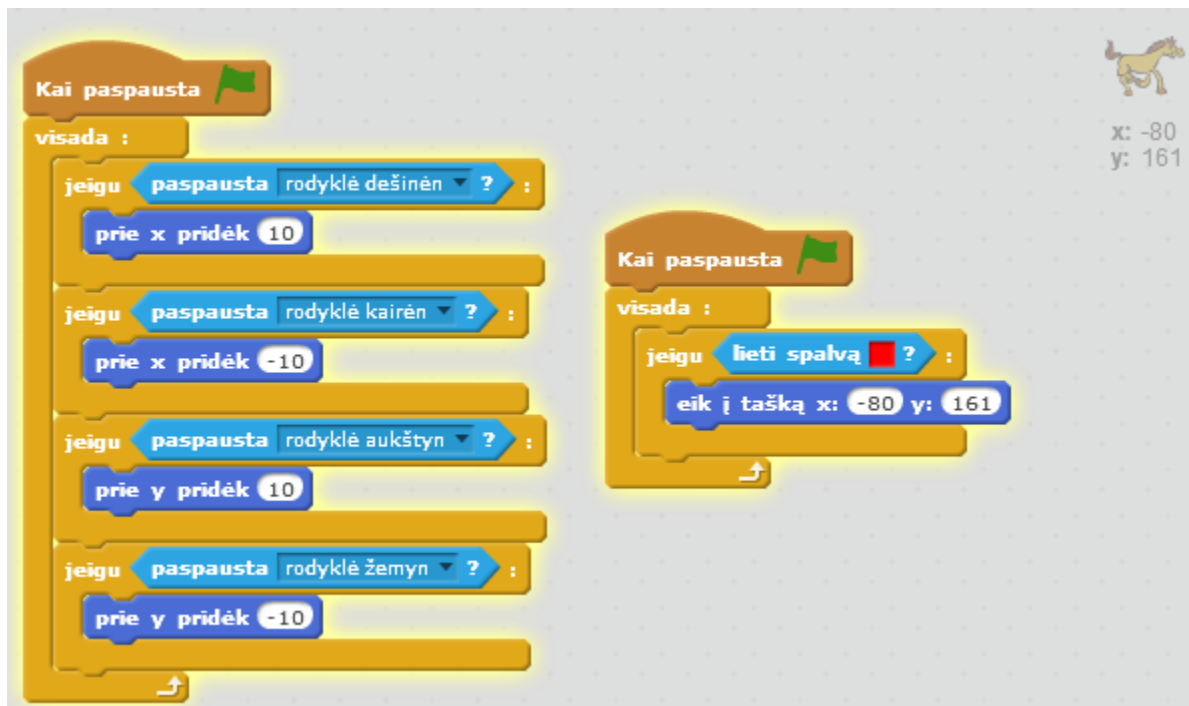 Kai paspausta
visada :
jeigu paspausta rodyklė dešinėn ? :
prie x pridėk 10
jeigu paspausta rodyklė kairėn ? :
prie x pridėk -10
jeigu paspausta rodyklė aukštyn ? :
prie y pridėk 10
jeigu paspausta rodyklė žemyn ? :
prie y pridėk -10
Kai paspausta
visada :
jeigu lieti spalvą ? :
eik į tašką x: -80 y: 161
x: -80
y: 161